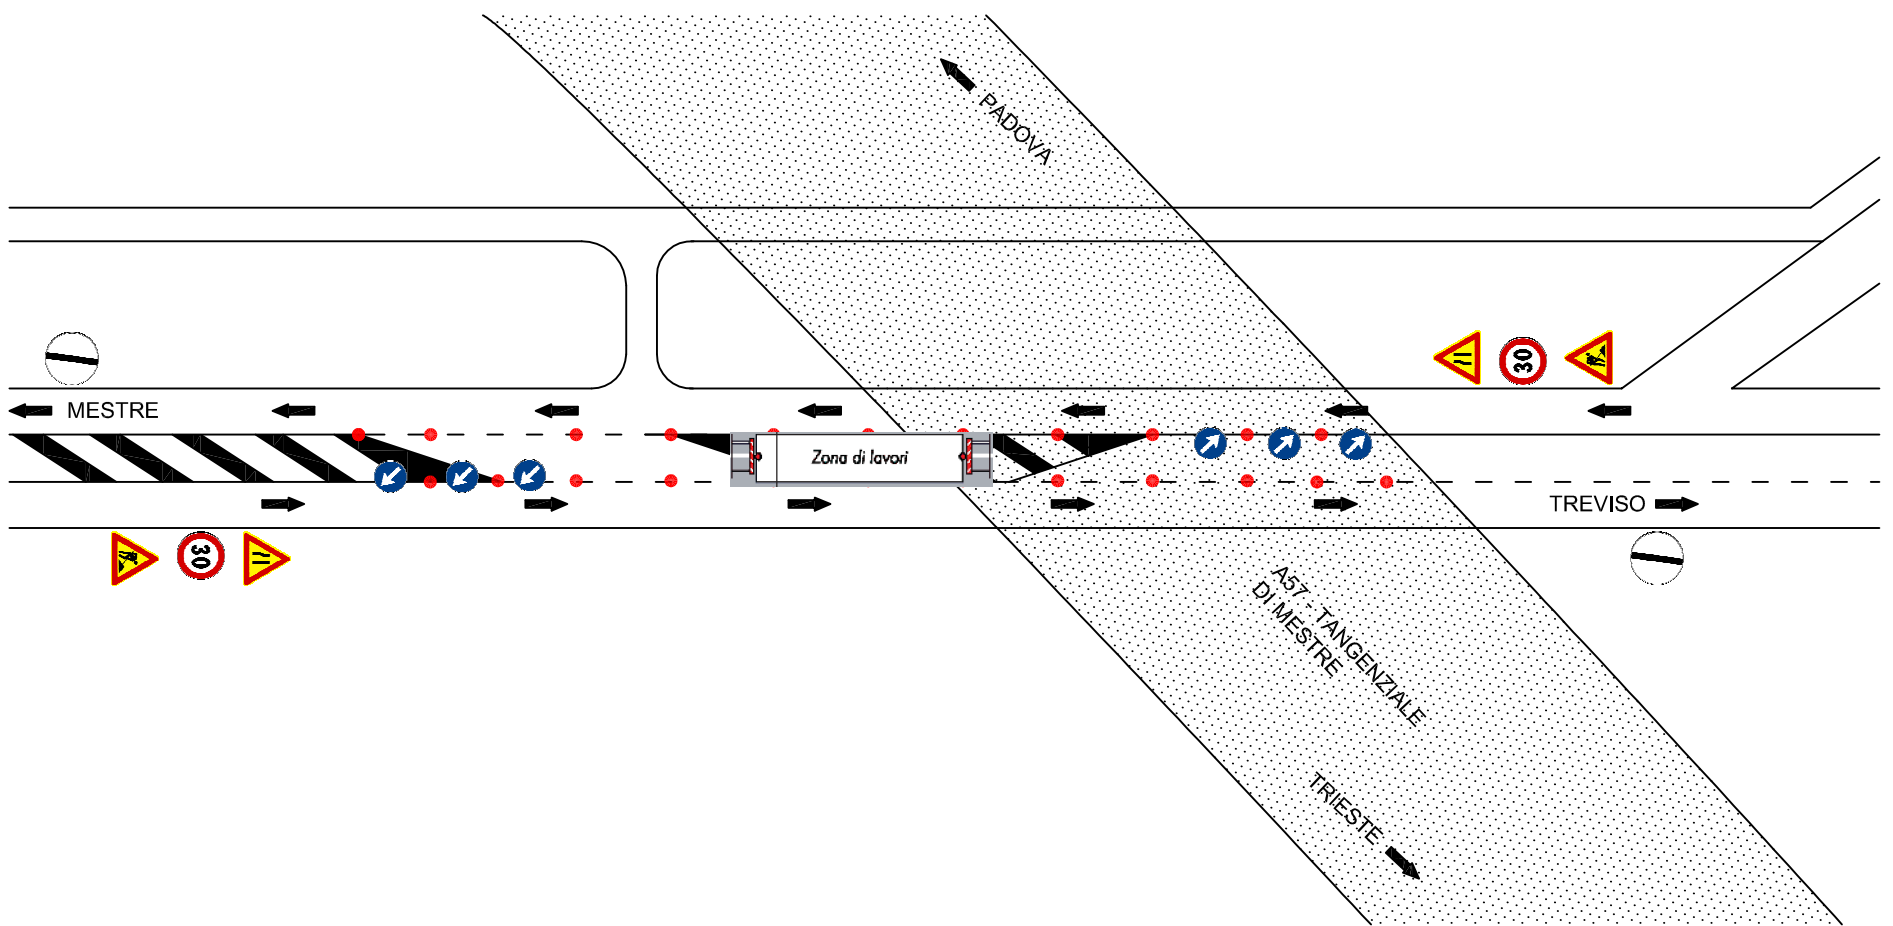 PADOVA
30
MESTRE
Zona di lavori
TREVISO
30
A57 - TANGENZIALE
DI MESTRE
TRIESTE